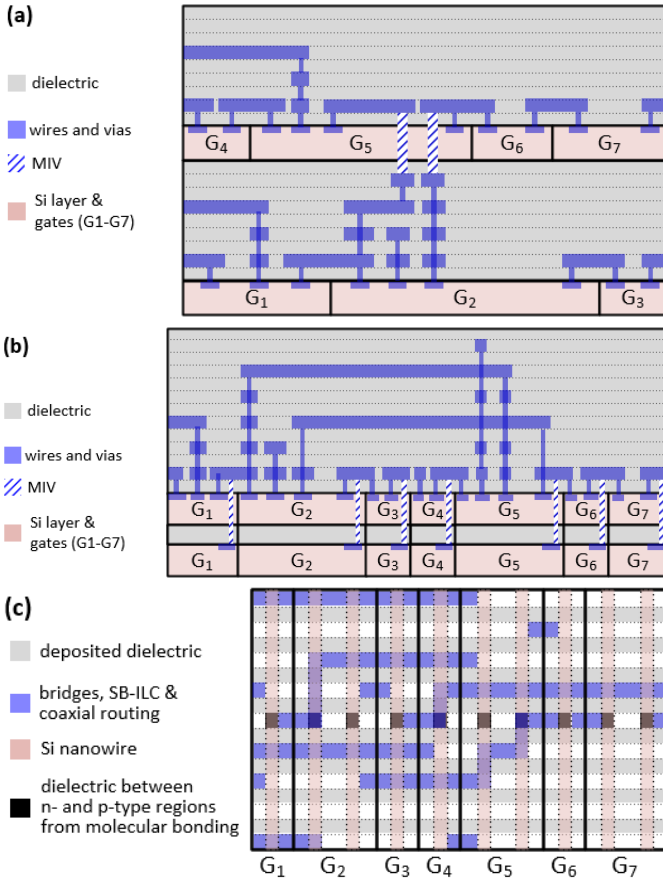 (a)
dielectric
wires and vias
MIV
Si layer &
gates (G1-G7)
G₄ G₅ G₆ G₇
G₁ G₂ G₃
(b)
dielectric
wires and vias
MIV
Si layer &
gates (G1-G7)
G₁ G₂ G₃ G₄ G₅ G₆ G₇
G₁ G₂ G₃ G₄ G₅ G₆ G₇
(c)
deposited dielectric
bridges, SB-ILC &
coaxial routing
Si nanowire
dielectric between
n- and p-type regions
from molecular bonding
G₁ G₂ G₃ G₄ G₅ G₆ G₇